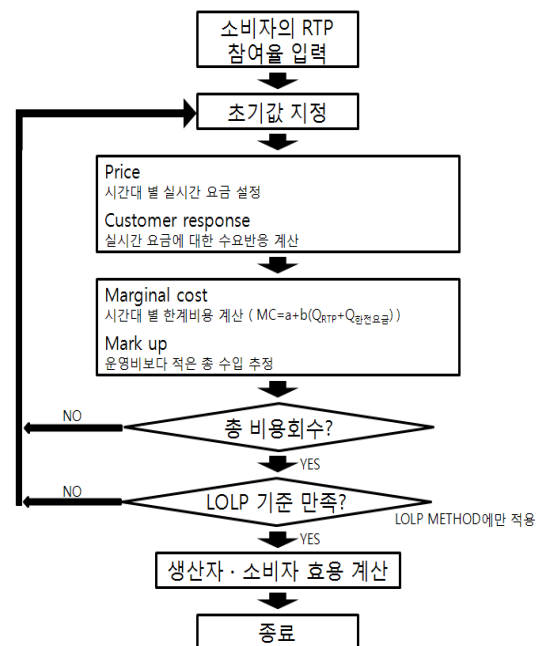 소비자의 RTP
참여율 입력
초기값 지정
Price
시간대 별 실시간 요금 설정
Customer response
실시간 요금에 대한 수요반응 계산
Marginal cost
시간대 별 한계비용 계산 ( MC=a+b(QRTP+Q한전요금) )
Mark up
운영비보다 적은 총 수입 추정
NO
총 비용회수?
YES
NO
LOLP 기준 만족?
LOLP METHOD에만 적용
YES
생산자 · 소비자 효용 계산
종료